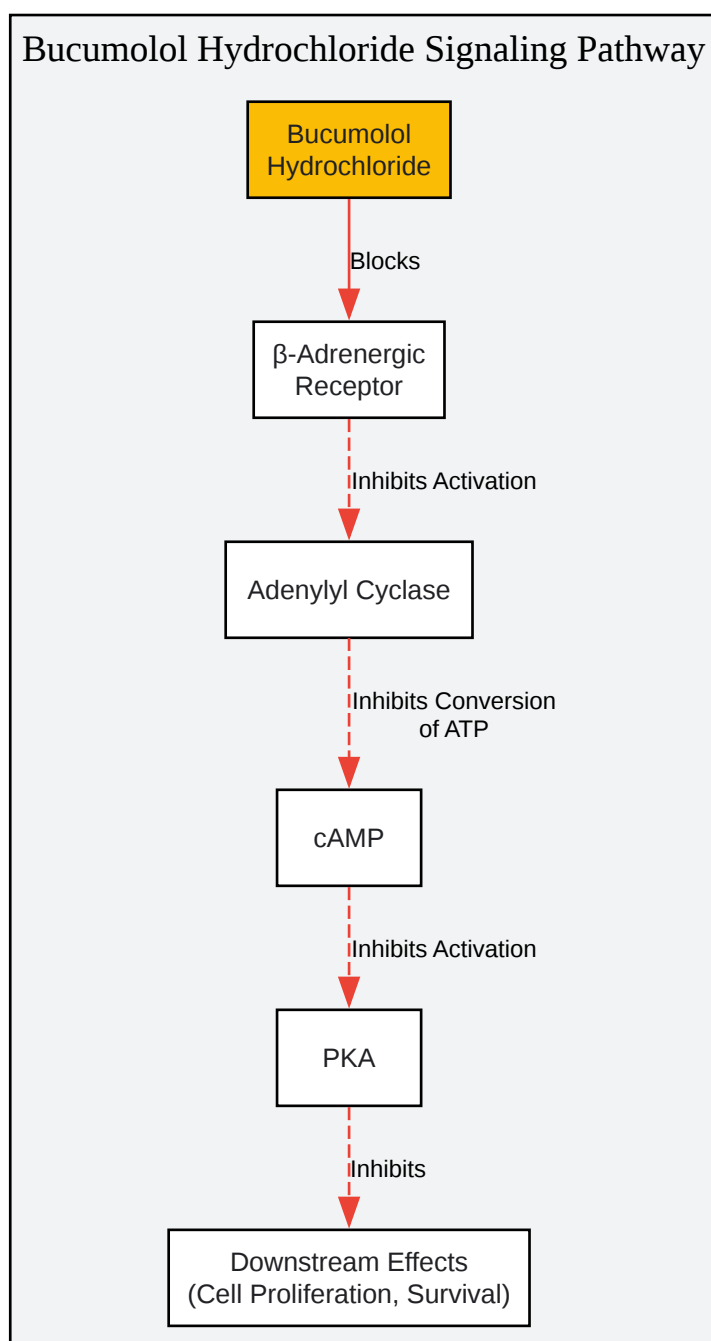 Bucumolol Hydrochloride Signaling Pathway
Bucumolol
Hydrochloride
Blocks
β-Adrenergic
Receptor
Inhibits Activation
Adenylyl Cyclase
Inhibits Conversion
of ATP
cAMP
Inhibits Activation
PKA
Inhibits
Downstream Effects
(Cell Proliferation, Survival)